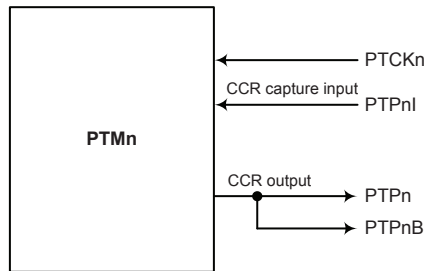 PTMn
PTCKn
CCR capture input
PTPnI
CCR output
PTPn
PTPnB